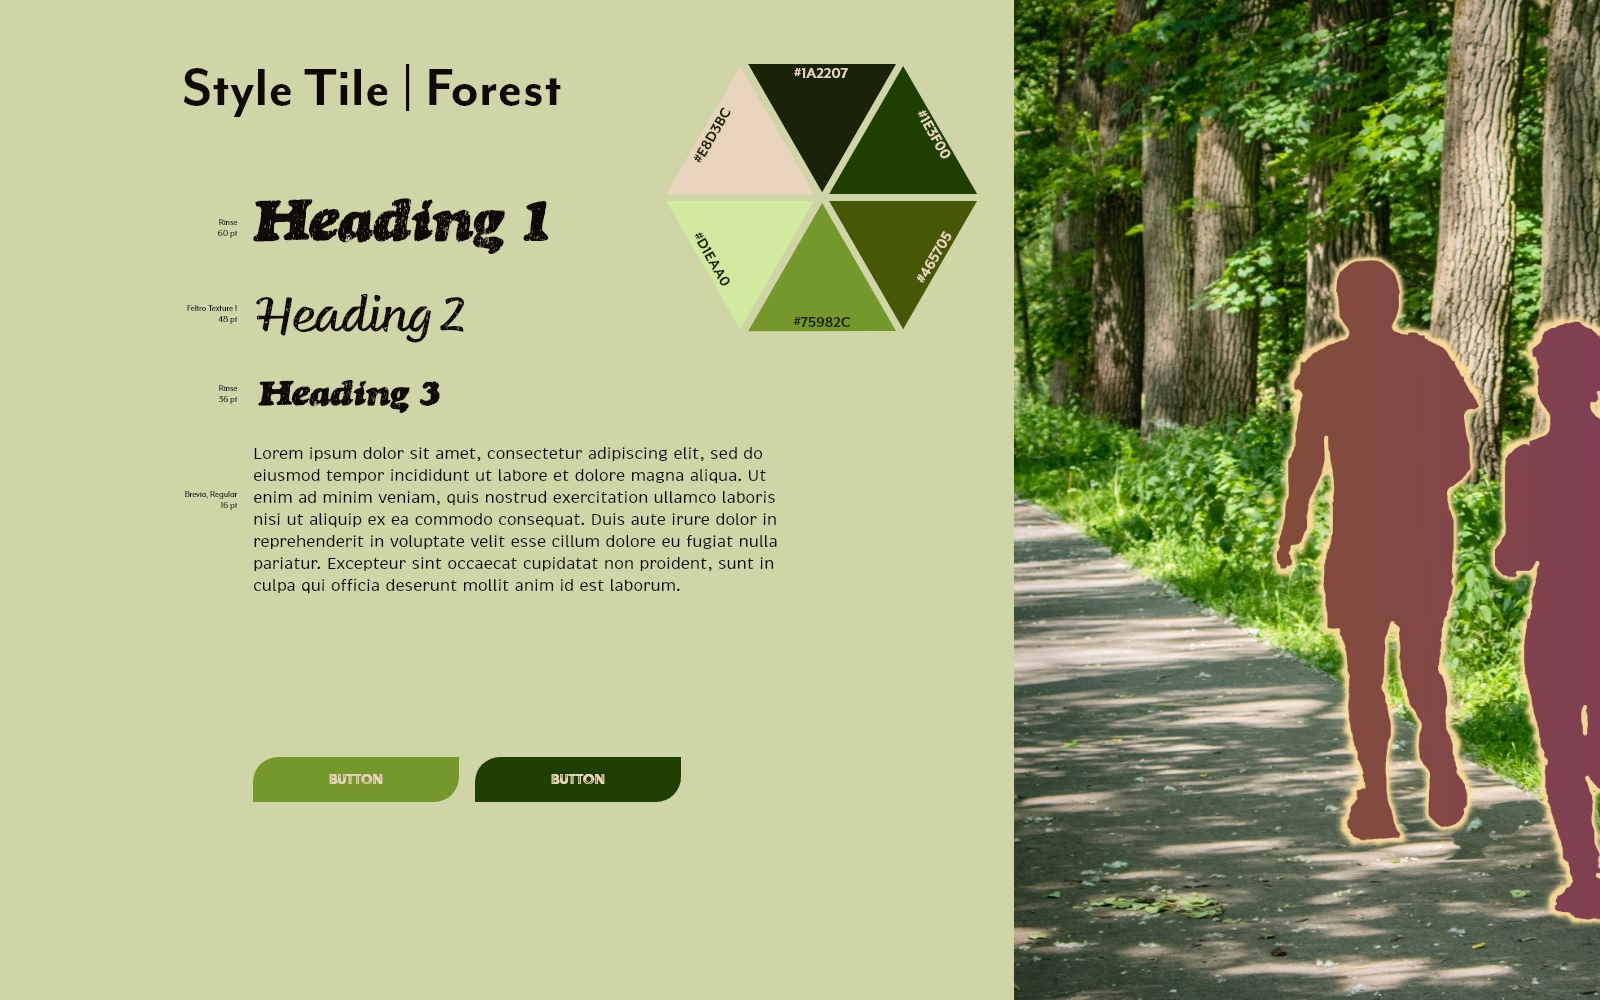 Style Tile | Forest
#1A2207
#E8D3BC
#1E3F00
#D1EAA0
#465705
#75982C
Rinse
60 pt
Heading 1
Feltro Texture I
48 pt
Heading 2
Rinse
36 pt
Heading 3
Brevia, Regular
16 pt
Lorem ipsum dolor sit amet, consectetur adipiscing elit, sed do
eiusmod tempor incididunt ut labore et dolore magna aliqua. Ut
enim ad minim veniam, quis nostrud exercitation ullamco laboris
nisi ut aliquip ex ea commodo consequat. Duis aute irure dolor in
reprehenderit in voluptate velit esse cillum dolore eu fugiat nulla
pariatur. Excepteur sint occaecat cupidatat non proident, sunt in
culpa qui officia deserunt mollit anim id est laborum.
BUTTON
BUTTON